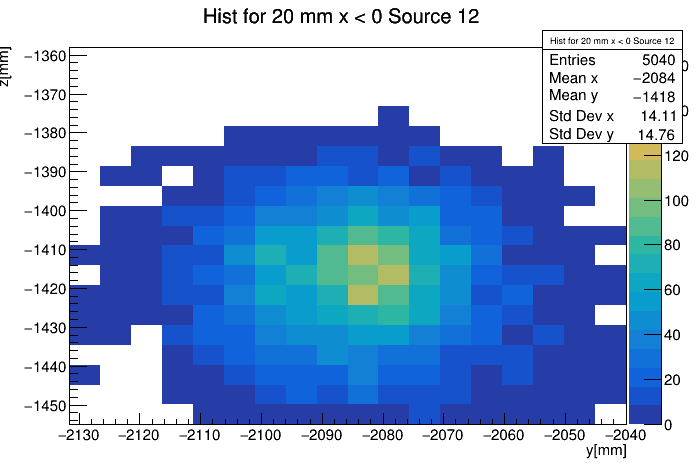 Hist for 20 mm x < 0 Source 12
Hist for 20 mm x < 0 Source 12
Entries 5040
Mean x −2084
Mean y −1418
Std Dev x 14.11
Std Dev y 14.76
z[mm]
−1360
−1370
−1380
−1390
−1400
−1410
−1420
−1430
−1440
−1450
−2130 −2120 −2110 −2100 −2090 −2080 −2070 −2060 −2050 −2040
y[mm]
120
100
80
60
40
20
0